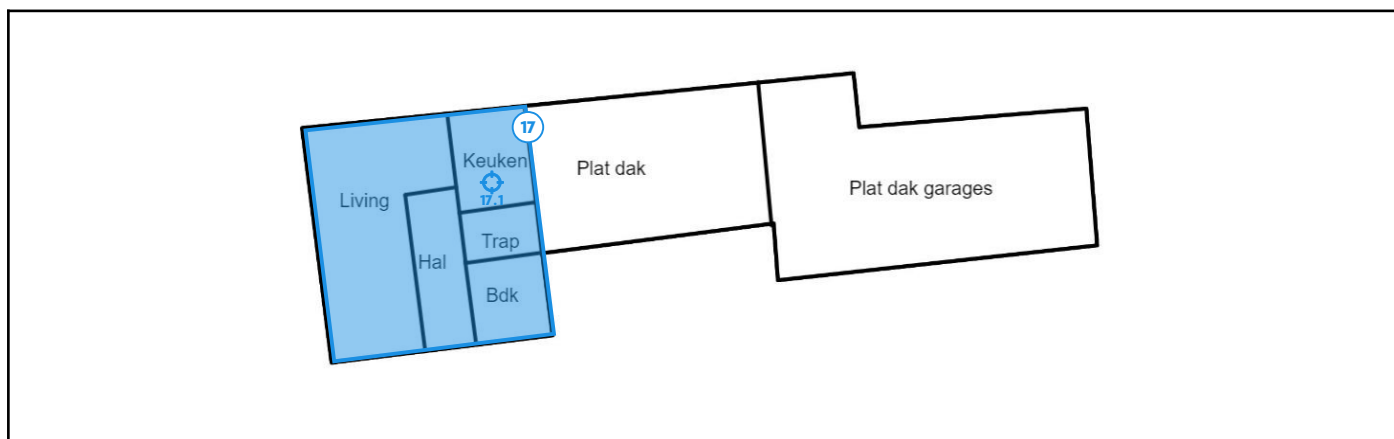 17
Keuken
Plat dak
Plat dak garages
Living
17.1
Trap
Hal
Bdk